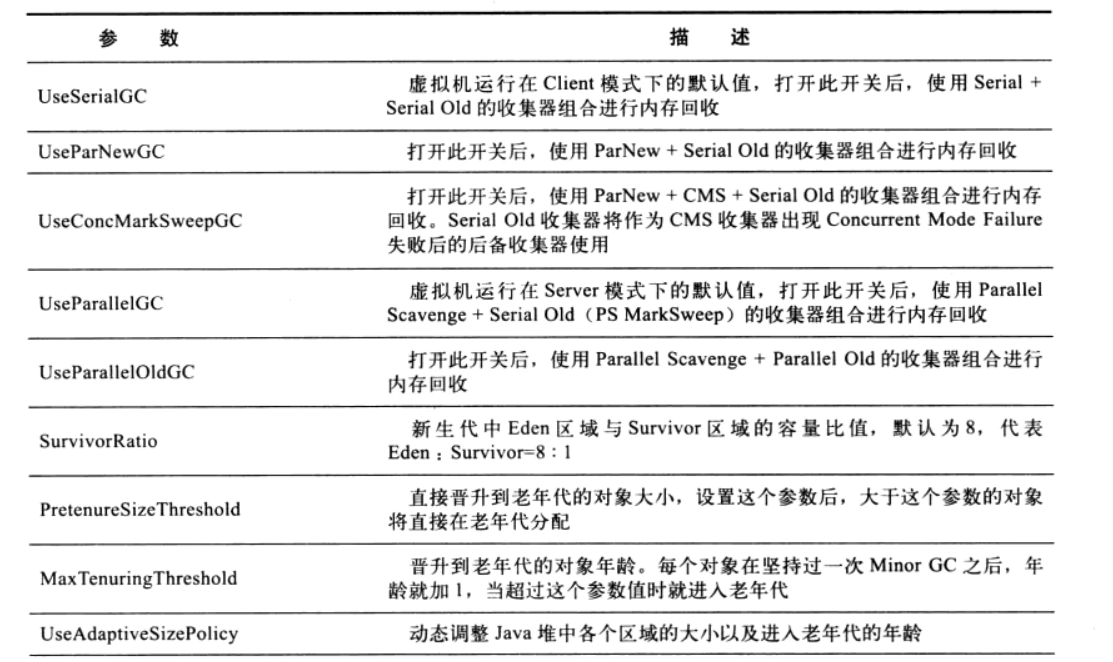 参 数 描 述
UseSerialGC
虚拟机运行在 Client 模式下的默认值，打开此开关后，使用 Serial +
Serial Old 的收集器组合进行内存回收
UseParNewGC
打开此开关后，使用 ParNew + Serial Old 的收集器组合进行内存回收
UseConcMarkSweepGC
打开此开关后，使用 ParNew + CMS + Serial Old 的收集器组合进行内存
回收。Serial Old 收集器将作为 CMS 收集器出现 Concurrent Mode Failure
失败后的后备收集器使用
UseParallelGC
虚拟机运行在 Server 模式下的默认值，打开此开关后，使用 Parallel
Scavenge + Serial Old（PS MarkSweep）的收集器组合进行内存回收
UseParallelOldGC
打开此开关后，使用 Parallel Scavenge + Parallel Old 的收集器组合进行
内存回收
SurvivorRatio
新生代中 Eden 区域与 Survivor 区域的容量比值，默认为 8，代表
Eden：Survivor=8：1
PretenureSizeThreshold
直接晋升到老年代的对象大小，设置这个参数后，大于这个参数的对象
将直接在老年代分配
MaxTenuringThreshold
晋升到老年代的对象年龄。每个对象在坚持过一次 Minor GC 之后，年
龄就加 1，当超过这个参数值时就进入老年代
UseAdaptiveSizePolicy
动态调整 Java 堆中各个区域的大小以及进入老年代的年龄